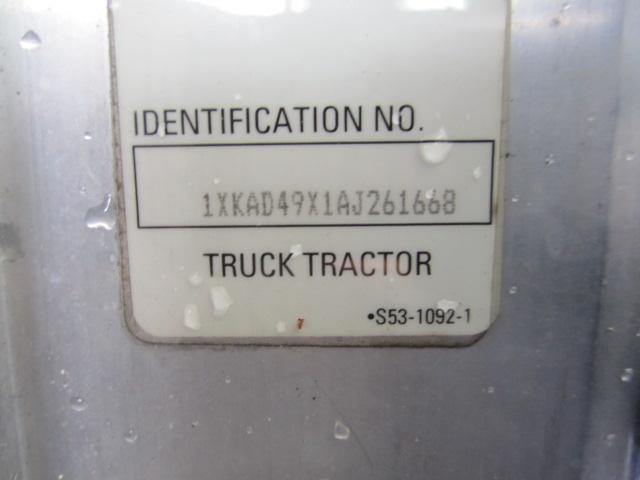 IDENTIFICATION NO.
1XKAD49X1AJ261668
TRUCK TRACTOR
•S53-1092-1